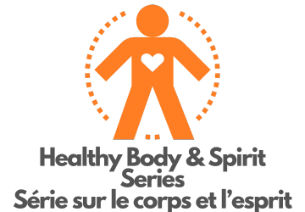 Healthy Body & Spirit
Series
Série sur le corps et l'esprit